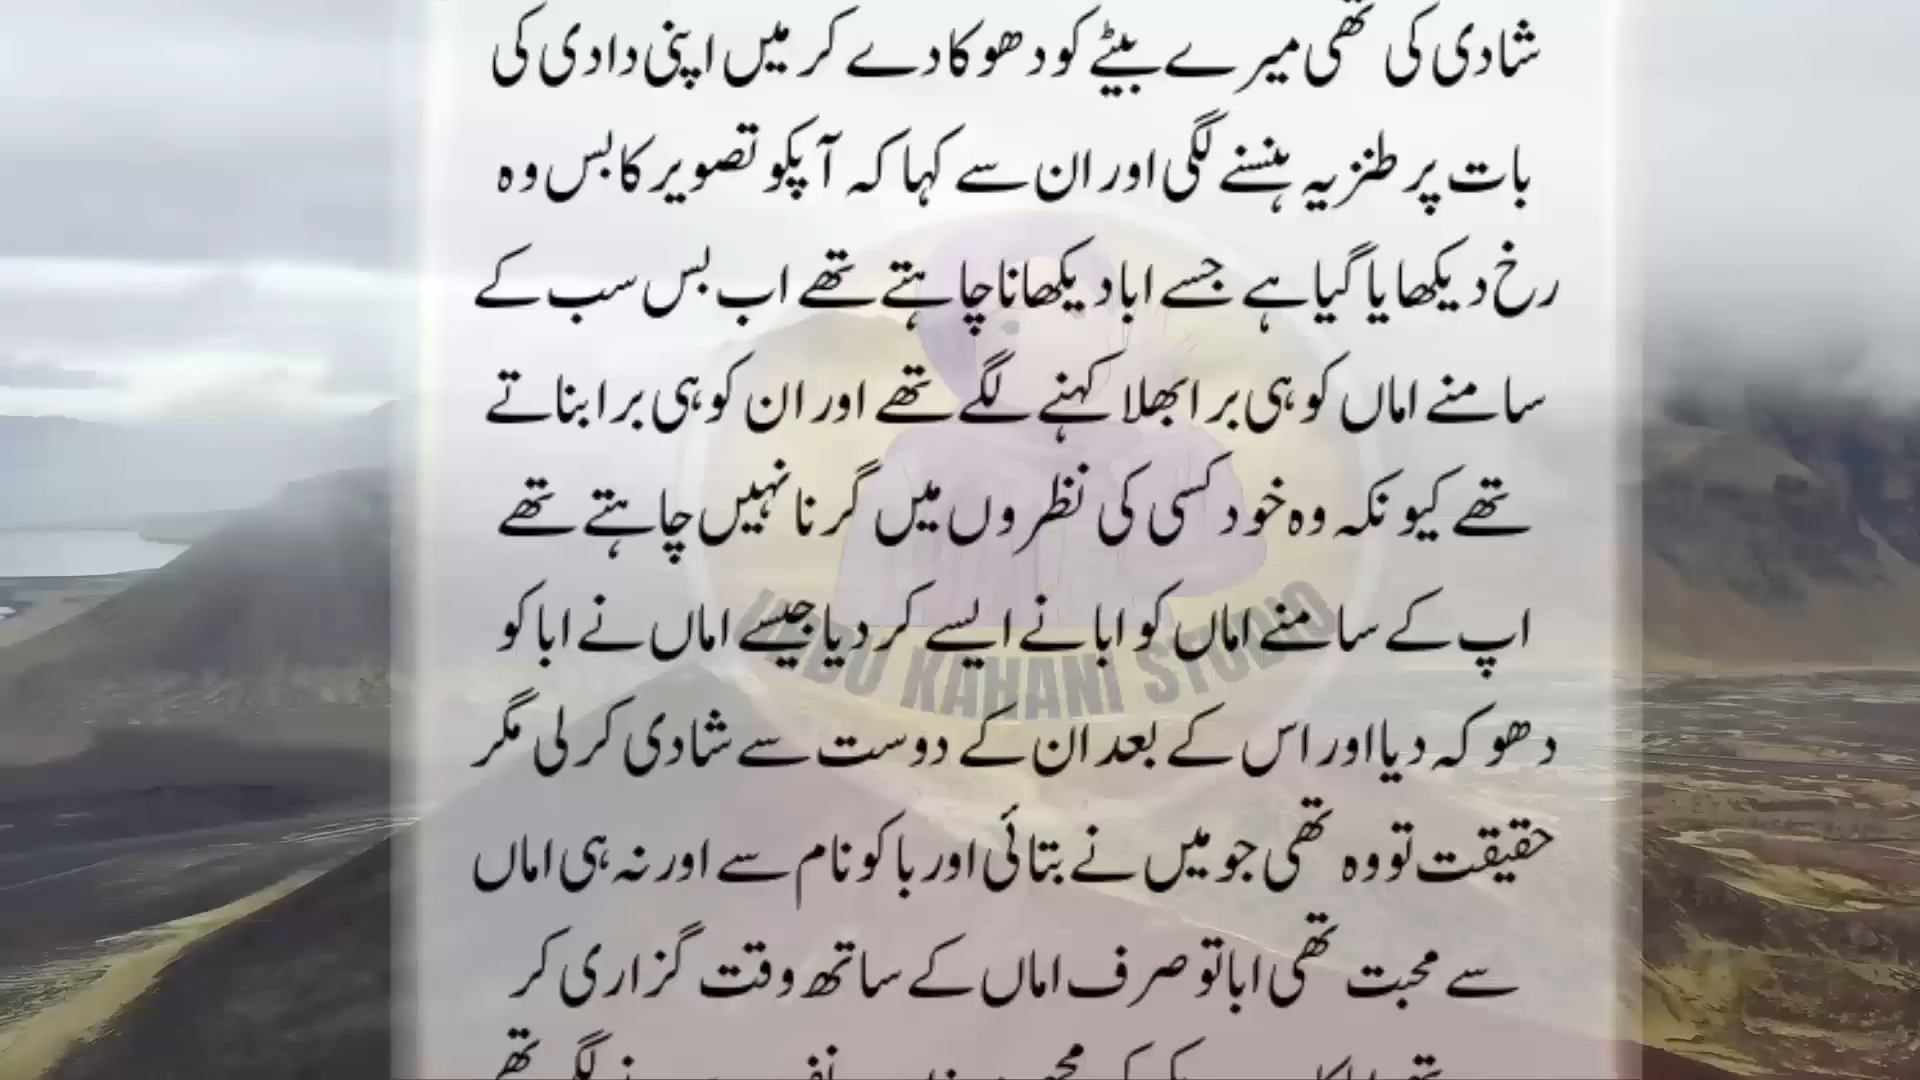 شادی کی تھی میرے بیٹے کو دھوکا دے کر میں اپنی دادی کی
بات پر طنزیہ ہنسنے لگی اور ان سے کہا کہ آپکو تصویر کا بس وہ
رخ دیکھایا گیا ہے جسے ابا دیکھانا چاہتے تھے اب بس سب کے
سامنے اماں کو ہی برا بھلا کہنے لگے تھے اور ان کو ہی برا بناتے
تھے کیونکہ وہ خود کسی کی نظروں میں گرنا نہیں چاہتے تھے
اپ کے سامنے اماں کو ابا نے ایسے کر دیا جیسے اماں نے ابا کو
دھوکہ دیا اور اس کے بعد ان کے دوست سے شادی کر لی مگر
حقیقت تو وہ تھی جو میں نے بتائی اور با کو نام سے اور نہ ہی اماں
سے محبت تھی ابا تو صرف اماں کے ساتھ وقت گزاری کر
URDU KAHANI STUDIO